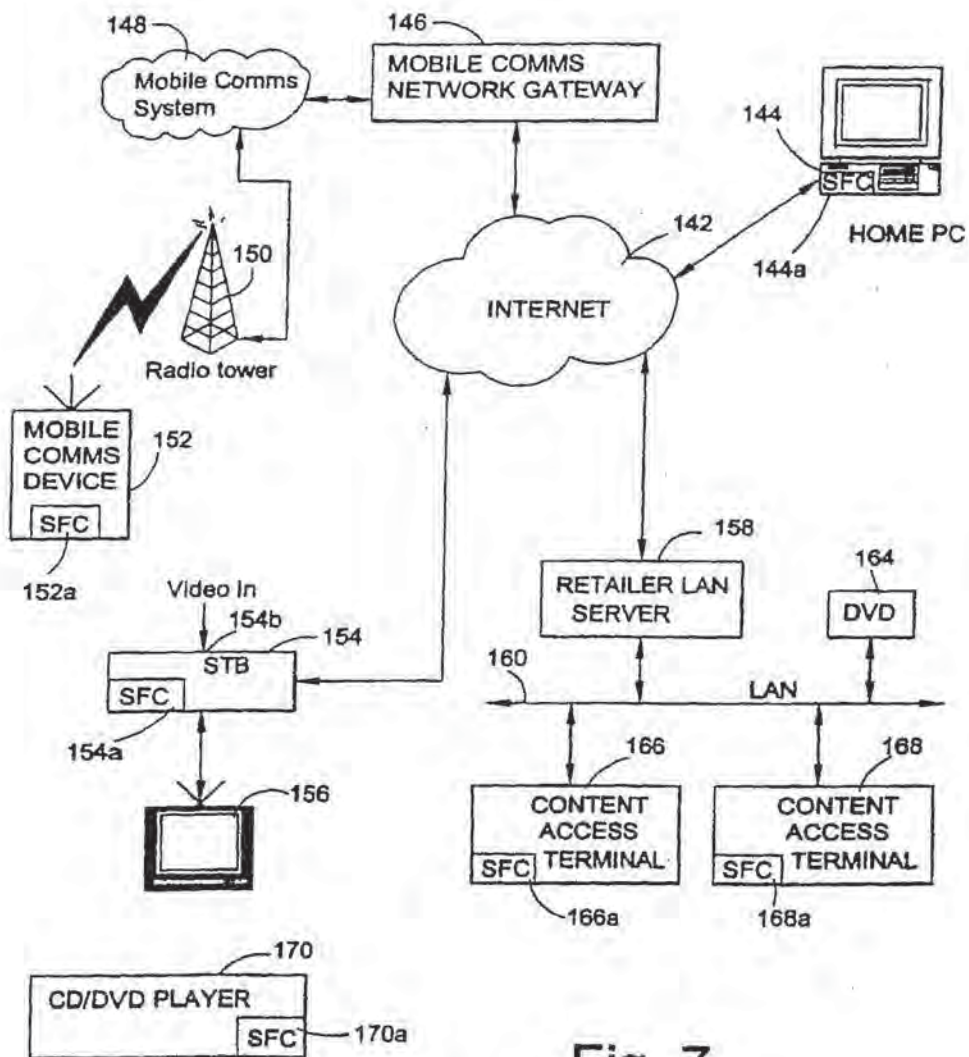 148
Mobile Comms
System
146
MOBILE COMMS
NETWORK GATEWAY
144
SFC
144a
HOME PC
142
INTERNET
150
Radio tower
MOBILE
COMMS
DEVICE
152
SFC
152a
Video In
154b
154
STB
SFC
154a
156
158
RETAILER LAN
SERVER
164
DVD
160
LAN
166
CONTENT
ACCESS
TERMINAL
SFC
166a
168
CONTENT
ACCESS
TERMINAL
SFC
168a
170
CD/DVD PLAYER
SFC
170a